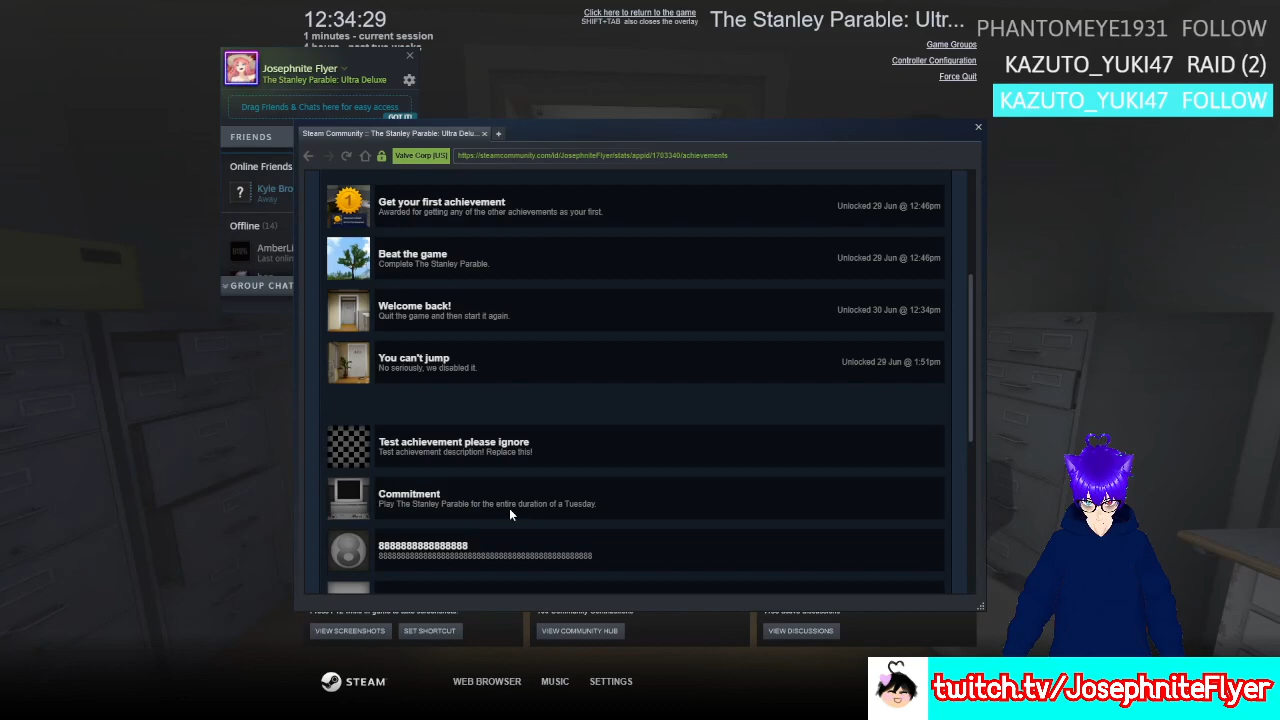 12:34:29
1 minutes - current session
Click here to return to the game
SHIFT+TAB also closes the overlay
The Stanley Parable: Ultr...
Game Groups
Controller Configuration
Force Quit
PHANTOMEYE1931 FOLLOW
KAZUTO_YUKI47 RAID (2)
KAZUTO_YUKI47 FOLLOW
Josephnite Flyer
The Stanley Parable: Ultra Deluxe
Drag Friends & Chats here for easy access
GOT IT!
FRIENDS
Online Friends
Kyle Bro
Away
Offline (14)
AmberLi
Last onlin
GROUP CHAT
Steam Community :: The Stanley Parable: Ultra Delu...
Valve Corp [US]
https://steamcommunity.com/id/JosephniteFlyer/stats/appid/1703340/achievements
Get your first achievement
Awarded for getting any of the other achievements as your first.
Unlocked 29 Jun @ 12:46pm
Beat the game
Complete The Stanley Parable.
Unlocked 29 Jun @ 12:46pm
Welcome back!
Quit the game and then start it again.
Unlocked 30 Jun @ 12:34pm
You can't jump
No seriously, we disabled it.
Unlocked 29 Jun @ 1:51pm
Test achievement please ignore
Test achievement description! Replace this!
Commitment
Play The Stanley Parable for the entire duration of a Tuesday.
VIEW SCREENSHOTS
SET SHORTCUT
VIEW COMMUNITY HUB
VIEW DISCUSSIONS
STEAM
WEB BROWSER
MUSIC
SETTINGS
twitch.tv/JosephniteFlyer